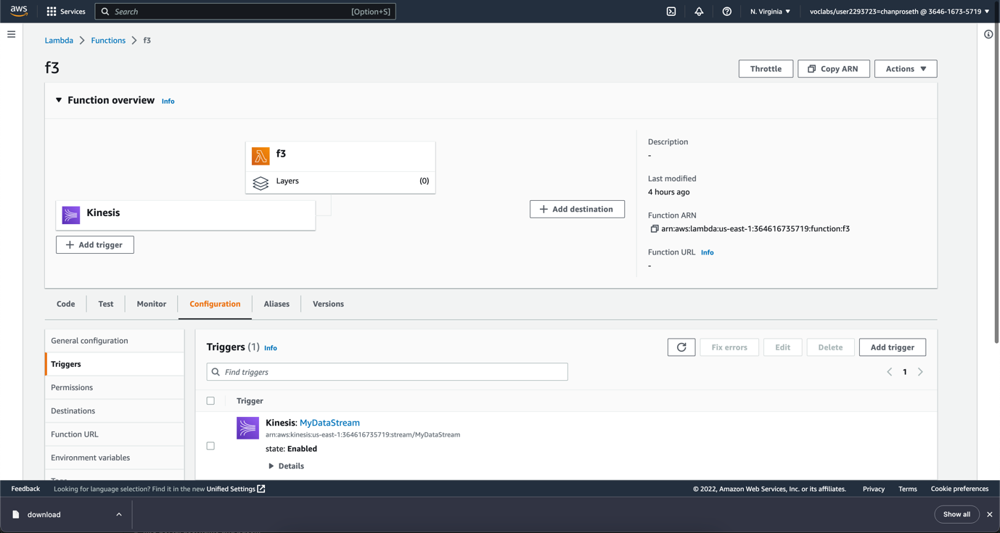 aws Services Search [Option+S] N. Virginia voclabs/user2293723=chanproseth @ 3646-1673-5719
Lambda Functions f3
f3
Throttle Copy ARN Actions
Function overview Info
f3
Layers (0)
Kinesis
Add trigger
Add destination
Description
-
Last modified
4 hours ago
Function ARN
arn:aws:lambda:us-east-1:364616735719:function:f3
Function URL Info
-
Code Test Monitor Configuration Aliases Versions
General configuration
Triggers
Permissions
Destinations
Function URL
Environment variables
Triggers (1) Info
Fix errors Edit Delete Add trigger
Find triggers
1
Trigger
Kinesis: MyDataStream
arn:aws:kinesis:us-east-1:364616735719:stream/MyDataStream
state: Enabled
Details
Feedback Looking for language selection? Find it in the new Unified Settings © 2022, Amazon Web Services, Inc. or its affiliates. Privacy Terms Cookie preferences
download Show all